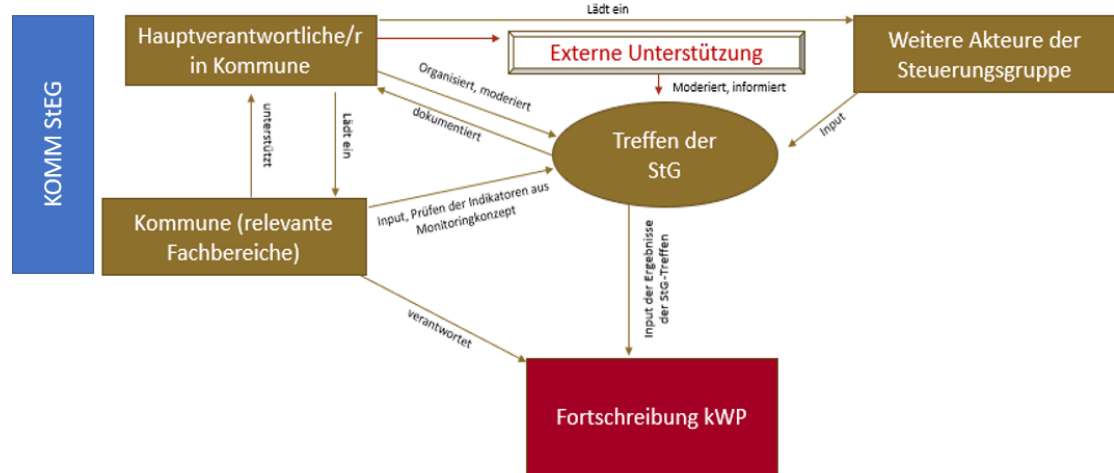 KOMM StEG
Lädt ein
Hauptverantwortliche/r
in Kommune
Externe Unterstützung
Weitere Akteure der
Steuerungsgruppe
Organisiert, moderiert
Moderiert, informiert
dokumentiert
unterstützt
Lädt ein
Input
Treffen der
StG
Kommune (relevante
Fachbereiche)
Input, Prüfen der Indikatoren aus
Monitoringkonzept
Input der Ergebnisse
der StG-Treffen
verantwortet
Fortschreibung kWP